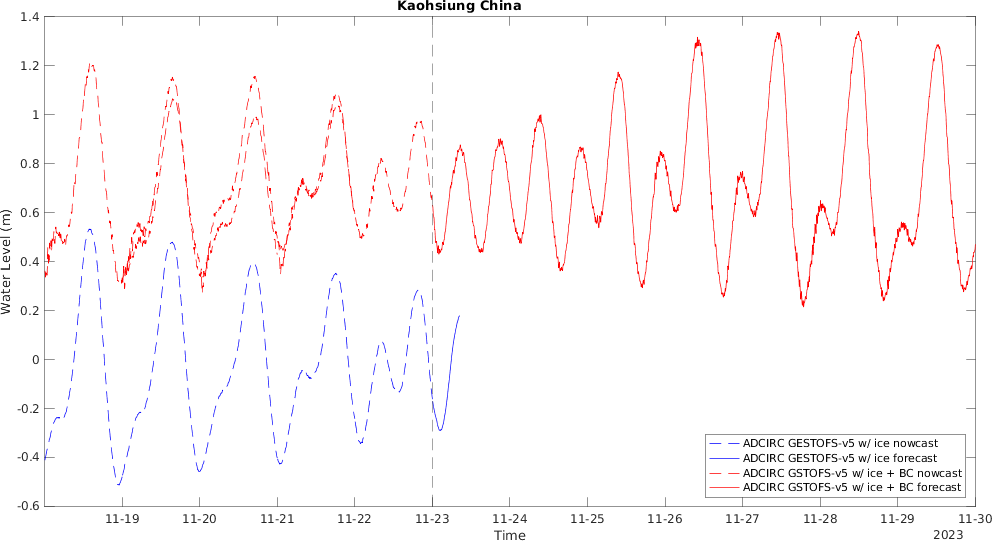 Kaohsiung China
1.4
1.2
1
0.8
0.6
0.4
0.2
0
-0.2
-0.4
-0.6
Water Level (m)
11-19 11-20 11-21 11-22 11-23 11-24 11-25 11-26 11-27 11-28 11-29 11-30
Time
2023
ADCIRC GESTOFS-v5 w/ ice nowcast
ADCIRC GESTOFS-v5 w/ ice forecast
ADCIRC GSTOFS-v5 w/ ice + BC nowcast
ADCIRC GSTOFS-v5 w/ ice + BC forecast